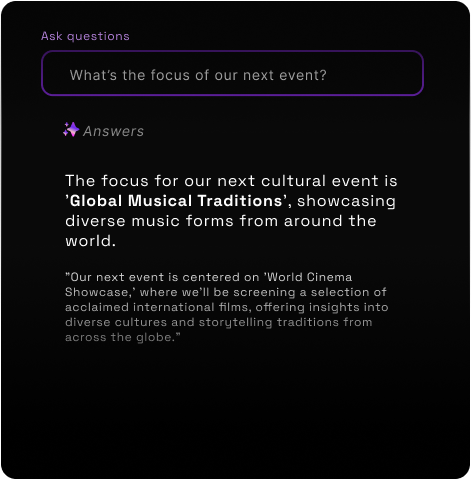 Ask questions
What's the focus of our next event?
Answers
The focus for our next cultural event is
'Global Musical Traditions', showcasing
diverse music forms from around the
world.
"Our next event is centered on 'World Cinema
Showcase,' where we'll be screening a selection of
acclaimed international films, offering insights into
diverse cultures and storytelling traditions from
across the globe."